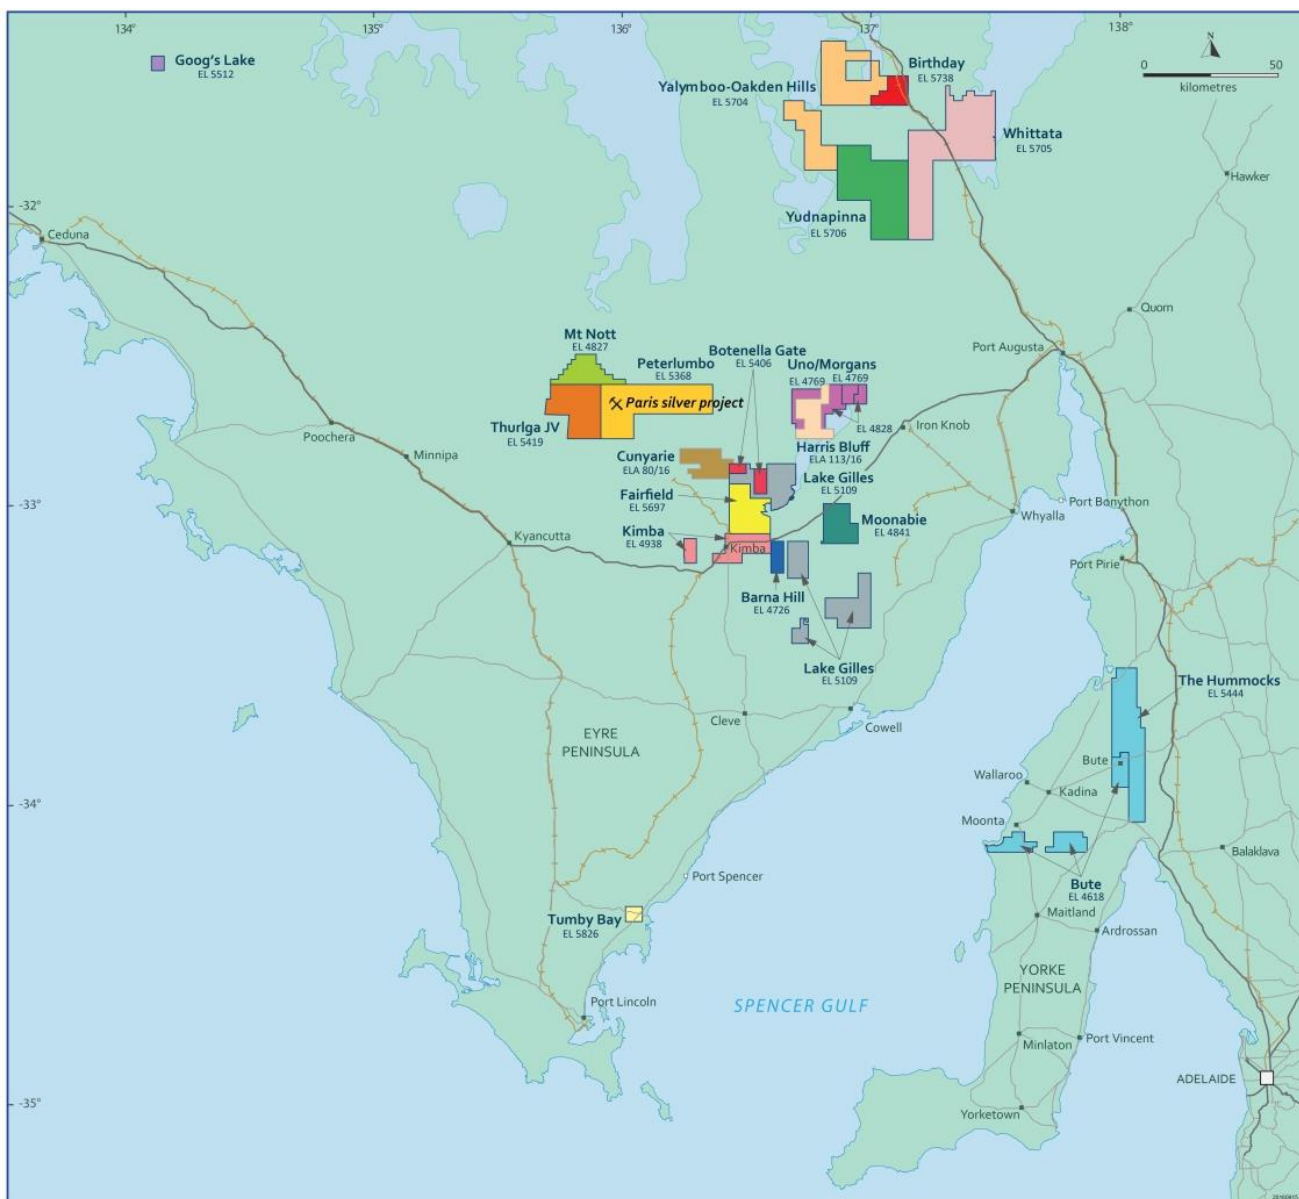 134°
135°
136°
137°
138°
Goog's Lake
EL 5512
Birthday
EL 5738
Yalymboo-Oakden Hills
EL 5704
N
0
50
kilometres
Whittata
EL 5705
Hawker
-32°
Yudnapinna
EL 5706
Ceduna
Quorn
Mt Nott
EL 4827
Port Augusta
Botenella Gate
EL 5406
Uno/Morgans
EL 4769
EL 4769
Peterlumbo
EL 5368
Paris silver project
EL 4828
Thurlga JV
EL 5419
Iron Knob
Poochera
Harris Bluff
ELA 113/16
Minnipa
Cunyarie
ELA 80/16
Lake Gilles
EL 5109
Fairfield
EL 5697
-33°
Port Bonython
Whyalla
Moonabie
EL 4841
Kimba
EL 4938
Kyancutta
Kimba
Port Pirie
Barna Hill
EL 4726
Lake Gilles
EL 5109
The Hummocks
EL 5444
Cleve
Cowell
EYRE
PENINSULA
Bute
Wallaroo
Kadina
-34°
Moonta
Balaklava
Port Spencer
Bute
EL 4618
Maitland
Tumby Bay
EL 5826
Ardrossan
YORKE
PENINSULA
Port Lincoln
SPENCER GULF
Minlaton
Port Vincent
ADELAIDE
-35°
Yorketown